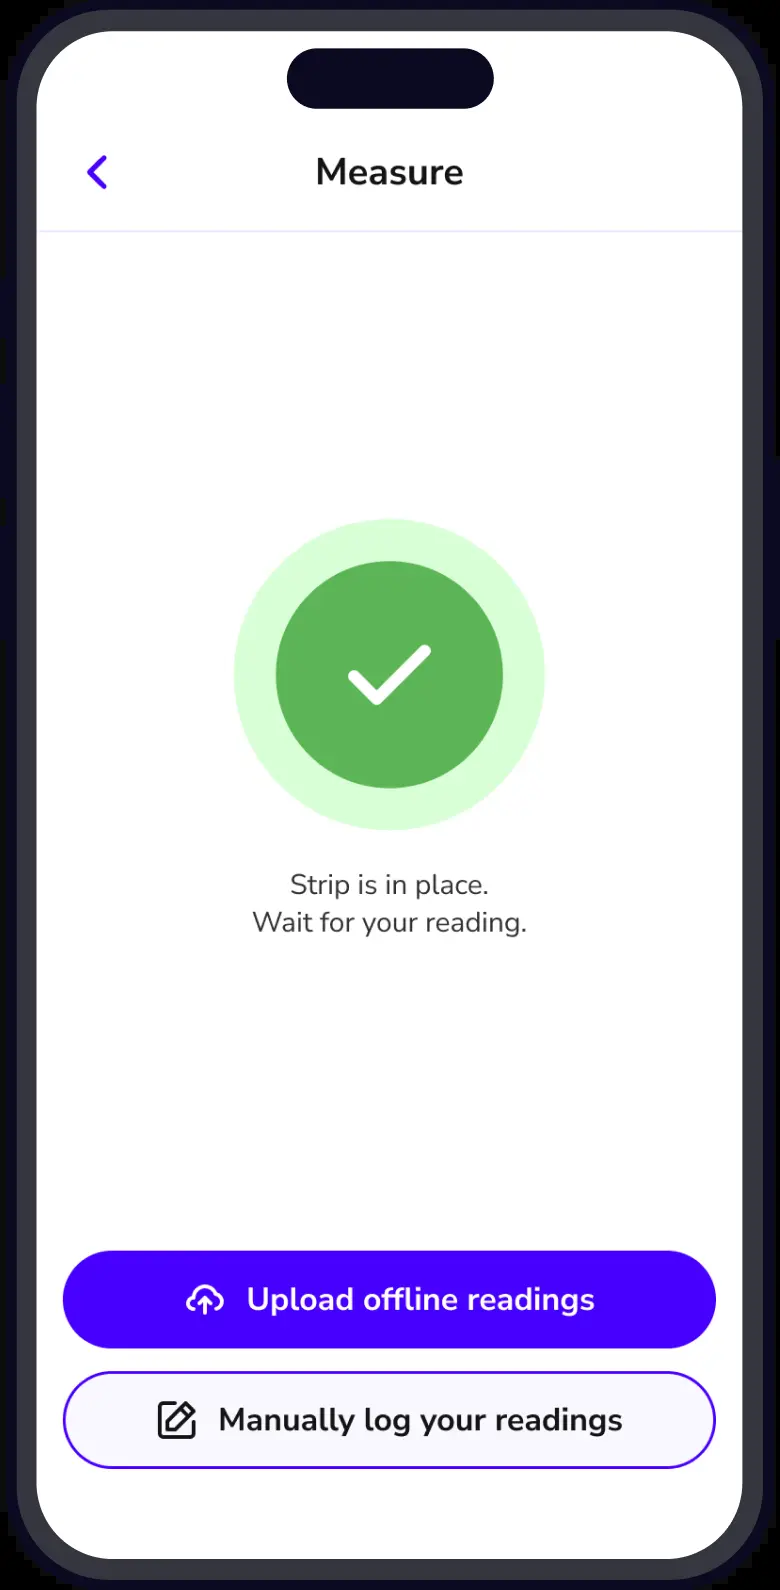 Measure
Strip is in place.
Wait for your reading.
Upload offline readings
Manually log your readings